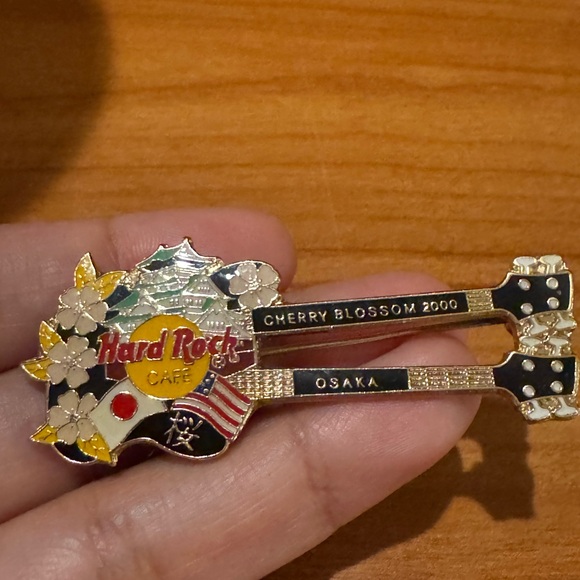 Hard Rock
CAFE
CHERRY BLOSSOM 2000
OSAKA
桜